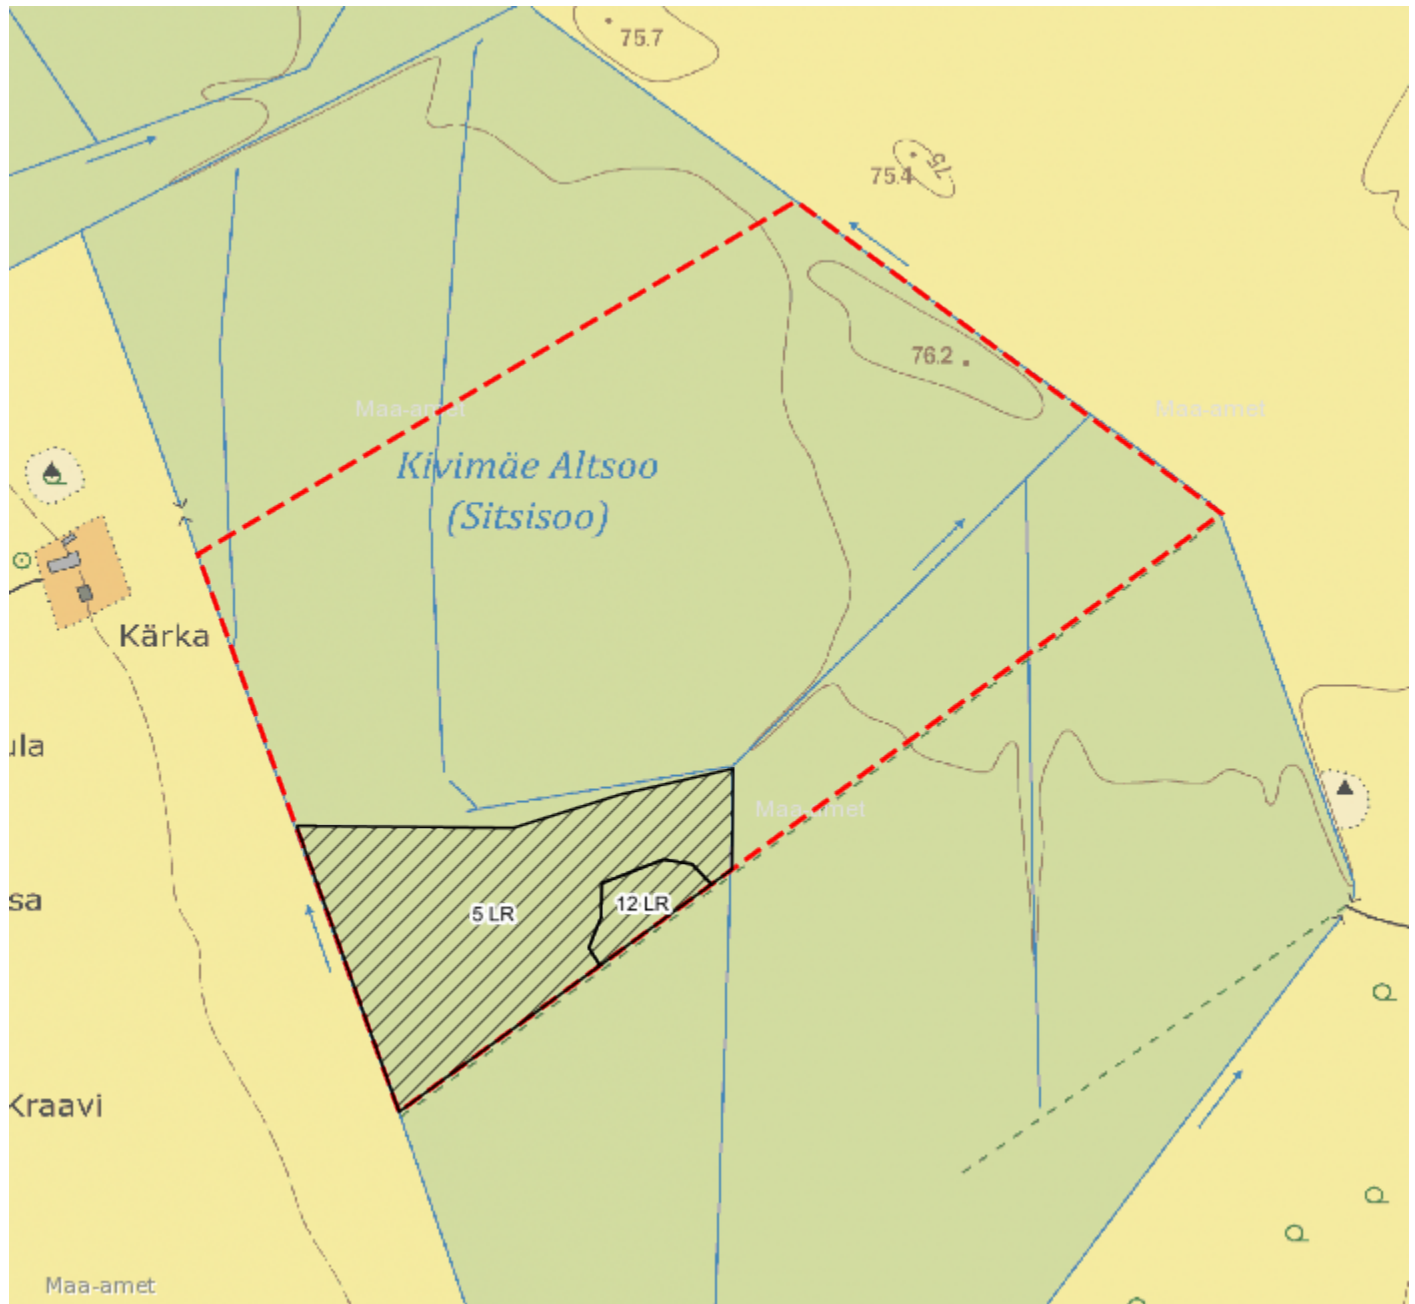 75.7
75.4
75
76.2
Maa-amet
Maa-amet
Kivimäe Altsoo
(Sitsisoo)
Kärka
ula
Maa-amet
sa
5 LR
12 LR
Kraavi
Maa-amet